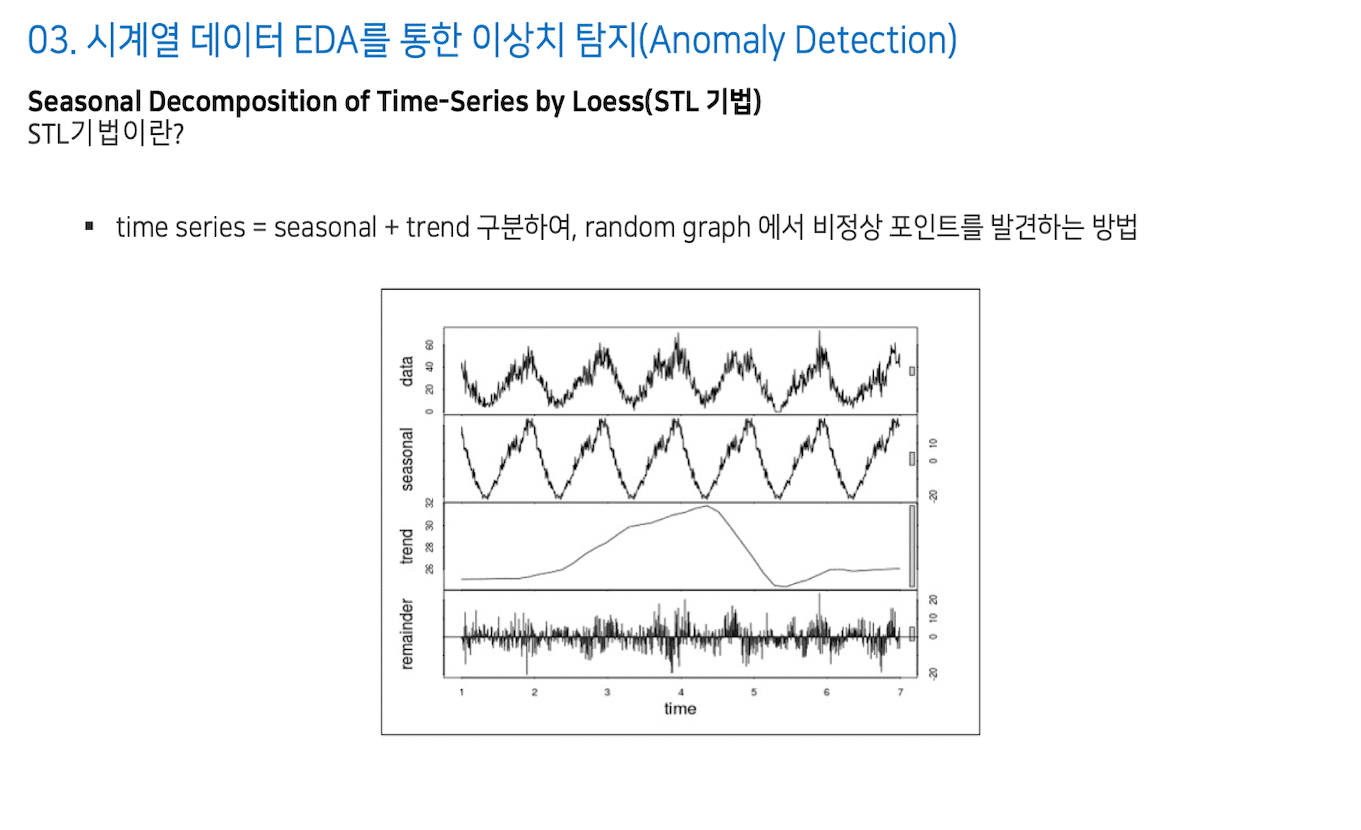 03. 시계열 데이터 EDA를 통한 이상치 탐지(Anomaly Detection)
Seasonal Decomposition of Time-Series by Loess(STL 기법)
STL기법이란?
▪ time series = seasonal + trend 구분하여, random graph 에서 비정상 포인트를 발견하는 방법
data
0 20 40 60
seasonal
-20 0 10
trend
26 28 30 32
remainder
-20 0 10 20
1 2 3 4 5 6 7
time